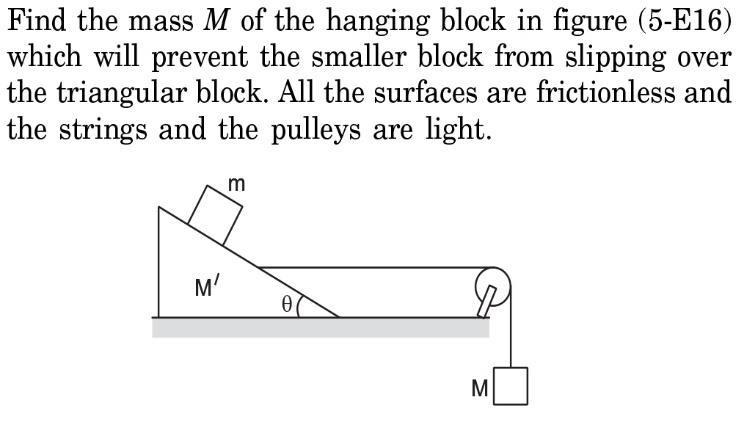 Find the mass M of the hanging block in figure (5-E16)
which will prevent the smaller block from slipping over
the triangular block. All the surfaces are frictionless and
the strings and the pulleys are light.
m
M′
θ
M